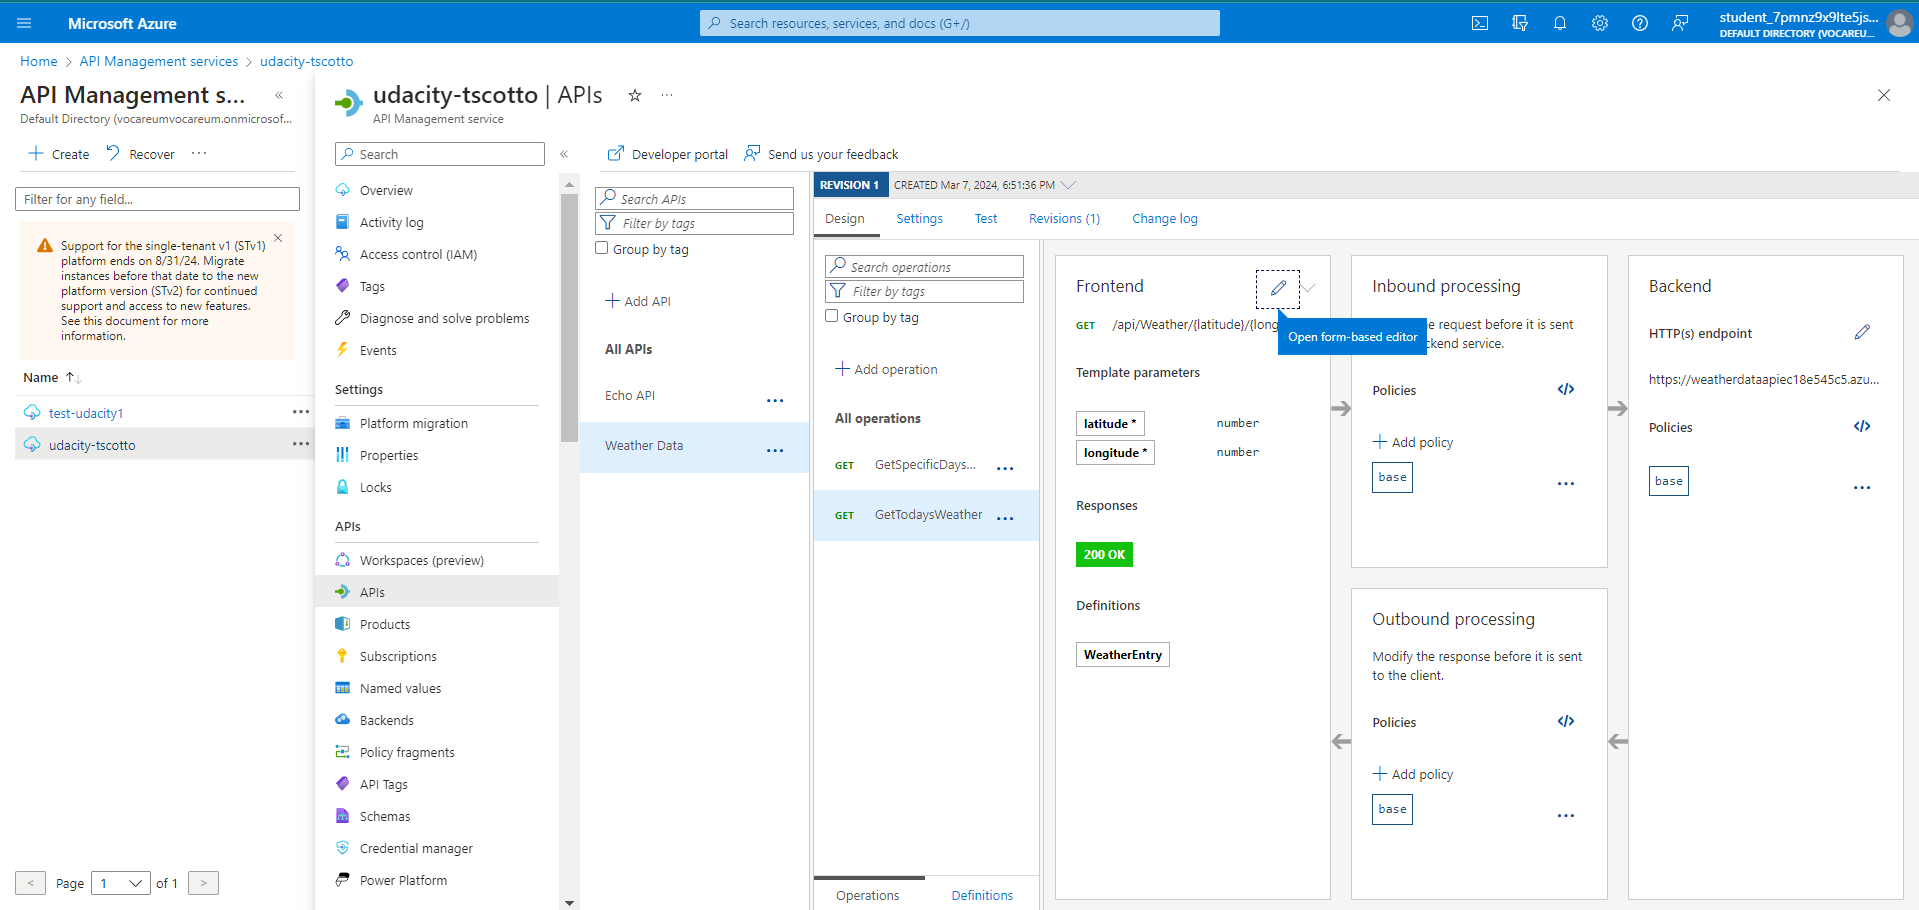 Microsoft Azure
Search resources, services, and docs (G+/)
student_7pmnz9x9lte5js...
DEFAULT DIRECTORY (VOCAREU...
Home > API Management services > udacity-tscotto
API Management s... «
Default Directory (vocareumvocareum.onmicrosof...
+ Create
Recover
...
Filter for any field...
Support for the single-tenant v1 (STv1)
platform ends on 8/31/24. Migrate
instances before that date to the new
platform version (STv2) for continued
support and access to new features.
See this document for more
information.
Name ↑↓
test-udacity1 ...
udacity-tscotto ...
< Page 1 of 1 >
udacity-tscotto | APIs
...
API Management service
Search
«
Overview
Activity log
Access control (IAM)
Tags
Diagnose and solve problems
Events
Settings
Platform migration
Properties
Locks
APIs
Workspaces (preview)
APIs
Products
Subscriptions
Named values
Backends
Policy fragments
API Tags
Schemas
Credential manager
Power Platform
Developer portal
Send us your feedback
Search APIs
Filter by tags
Group by tag
+ Add API
All APIs
Echo API ...
Weather Data ...
REVISION 1 CREATED Mar 7, 2024, 6:51:36 PM
Design Settings Test Revisions (1) Change log
Search operations
Filter by tags
Group by tag
+ Add operation
All operations
GET GetSpecificDays... ...
GET GetTodaysWeather ...
Operations Definitions
Frontend
GET /api/Weather/{latitude}/{long
Open form-based editor
Template parameters
latitude * number
longitude * number
Responses
200 OK
Definitions
WeatherEntry
Inbound processing
e request before it is sent
kend service.
Policies </>
+ Add policy
base ...
Outbound processing
Modify the response before it is sent
to the client.
Policies </>
+ Add policy
base ...
Backend
HTTP(s) endpoint
https://weatherdataapiec18e545c5.azu...
Policies </>
base ...